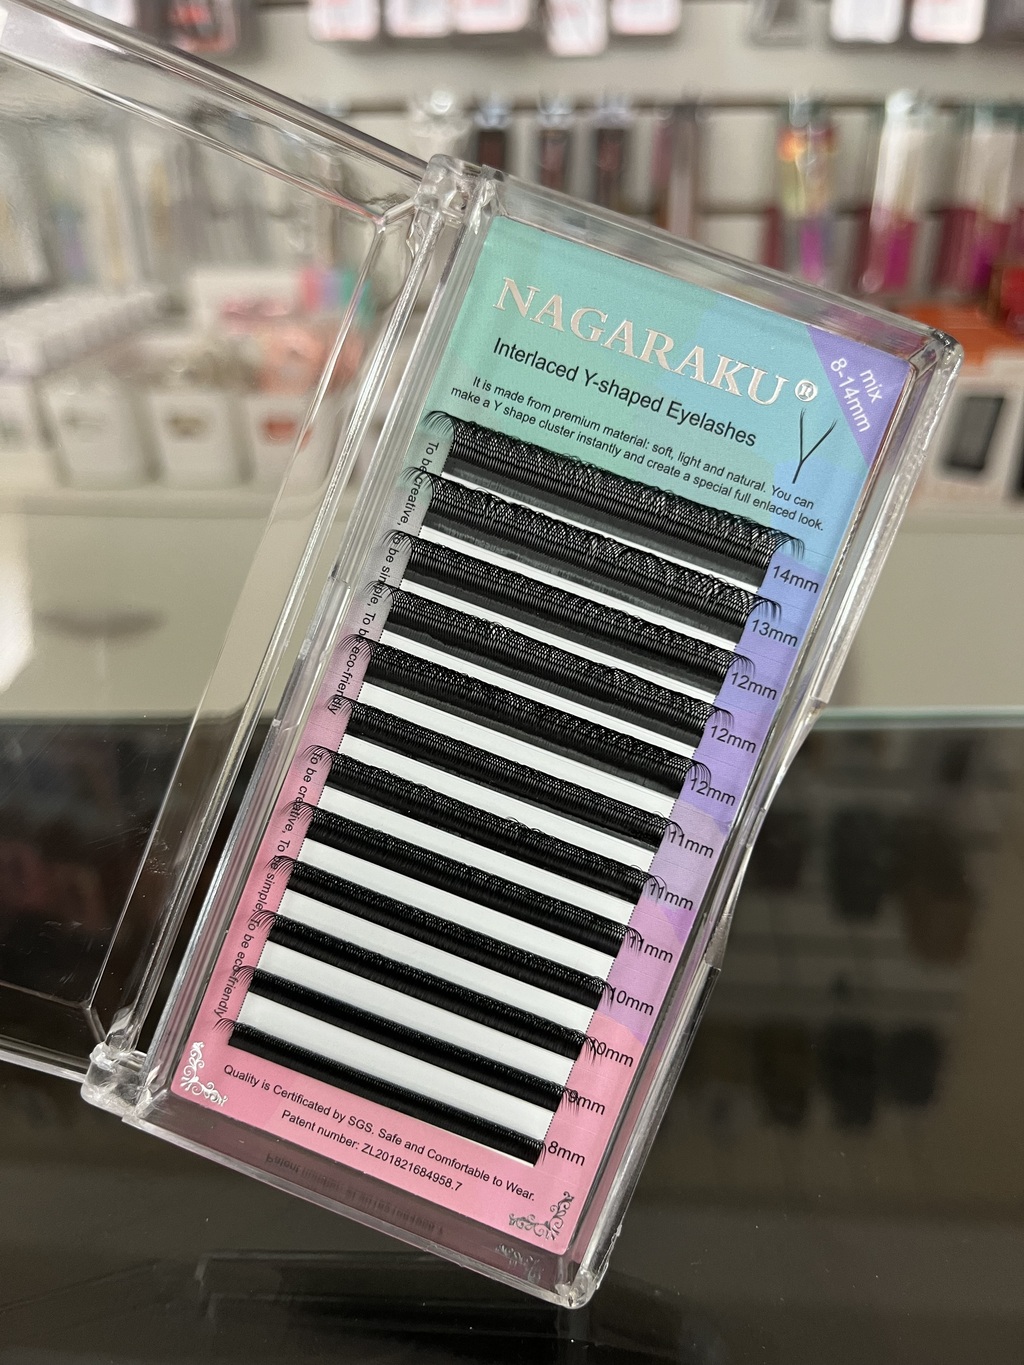 NAGARAKU ®
mix
8-14mm
Interlaced Y-shaped Eyelashes
It is made from premium material: soft, light and natural. You can
make a Y shape cluster instantly and create a special full enlaced look.
14mm
13mm
12mm
12mm
12mm
11mm
11mm
11mm
10mm
10mm
9mm
8mm
To be creative, To be simple, To be eco-friendly
To be creative, To be simple, To be eco-friendly
Quality is Certificated by SGS. Safe and Comfortable to Wear.
Patent number: ZL201821684958.7